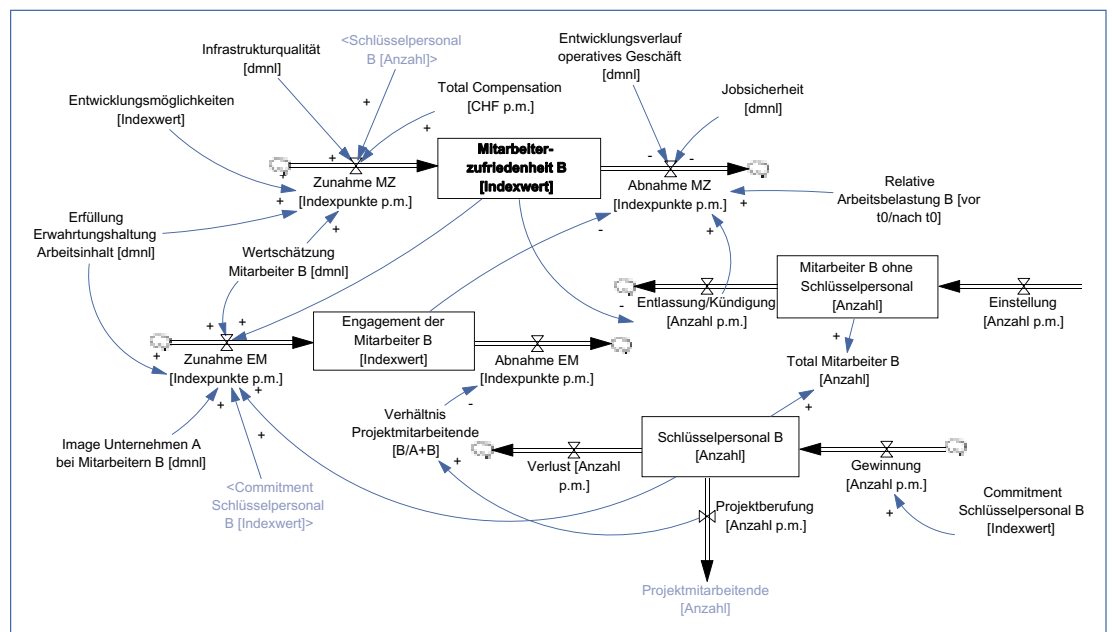 Infrastrukturqualität
[dmnl]
<Schlüsselpersonal
B [Anzahl]>
Entwicklungsverlauf
operatives Geschäft
[dmnl]
Total Compensation
[CHF p.m.]
Jobsicherheit
[dmnl]
Entwicklungsmöglichkeiten
[Indexwert]
Mitarbeiter-
zufriedenheit B
[Indexwert]
Zunahme MZ
[Indexpunkte p.m.]
Abnahme MZ
[Indexpunkte p.m.]
Relative
Arbeitsbelastung B [vor
t0/nach t0]
Erfüllung
Erwahrtungshaltung
Arbeitsinhalt [dmnl]
Wertschätzung
Mitarbeiter B [dmnl]
Mitarbeiter B ohne
Schlüsselpersonal
[Anzahl]
Entlassung/Kündigung
[Anzahl p.m.]
Einstellung
[Anzahl p.m.]
Engagement der
Mitarbeiter B
[Indexwert]
Zunahme EM
[Indexpunkte p.m.]
Abnahme EM
[Indexpunkte p.m.]
Total Mitarbeiter B
[Anzahl]
Image Unternehmen A
bei Mitarbeitern B [dmnl]
Verhältnis
Projektmitarbeitende
[B/A+B]
Schlüsselpersonal B
[Anzahl]
Verlust [Anzahl
p.m.]
Gewinnung
[Anzahl p.m.]
<Commitment
Schlüsselpersonal
B [Indexwert]>
Projektberufung
[Anzahl p.m.]
Commitment
Schlüsselpersonal B
[Indexwert]
Projektmitarbeitende
[Anzahl]